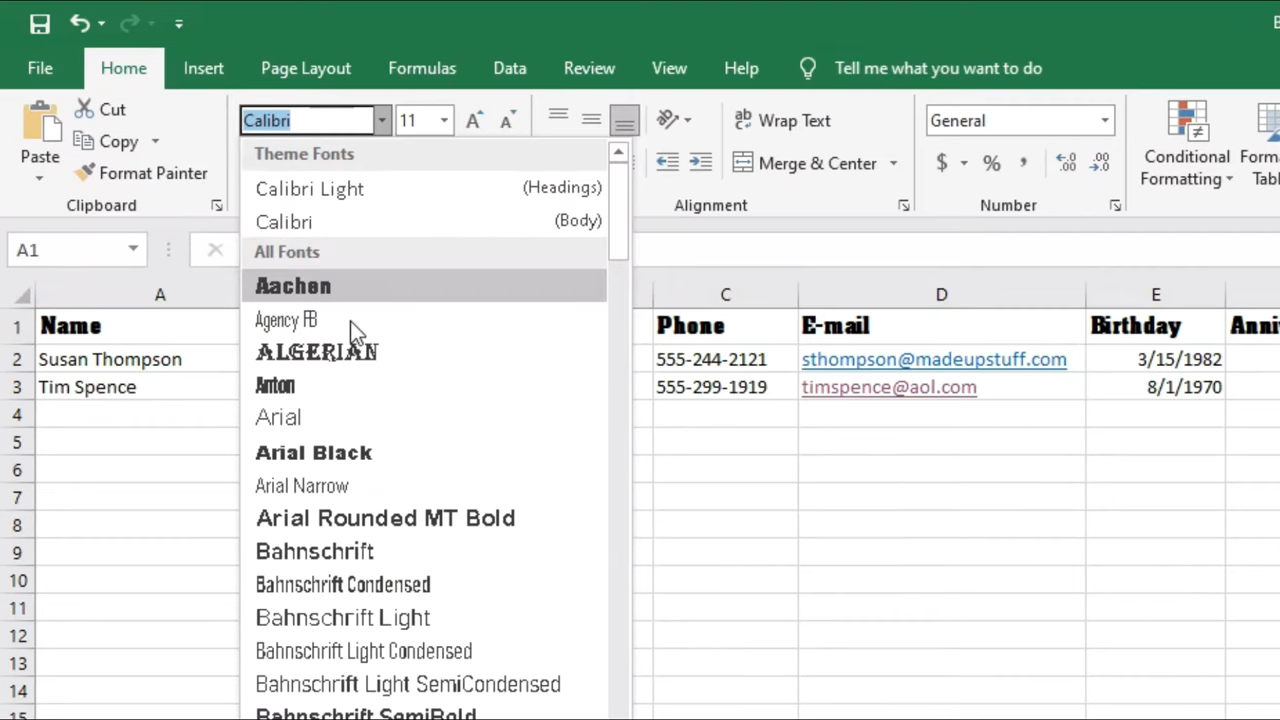 File Home Insert Page Layout Formulas Data Review View Help Tell me what you want to do
Cut
Copy
Format Painter
Paste
Clipboard
Calibri 11
Wrap Text
Merge & Center
Alignment
General
$ % ,
Number
Conditional
Formatting
A1
Theme Fonts
Calibri Light (Headings)
Calibri (Body)
All Fonts
Aachen
Agency FB
ALGERIAN
Anton
Arial
Arial Black
Arial Narrow
Arial Rounded MT Bold
Bahnschrift
Bahnschrift Condensed
Bahnschrift Light
Bahnschrift Light Condensed
Bahnschrift Light SemiCondensed
Bahnschrift SemiBold
A C D E
1 Name Phone E-mail Birthday
2 Susan Thompson 555-244-2121 sthompson@madeupstuff.com 3/15/1982
3 Tim Spence 555-299-1919 timspence@aol.com 8/1/1970
4
5
6
7
8
9
10
11
12
13
14
15